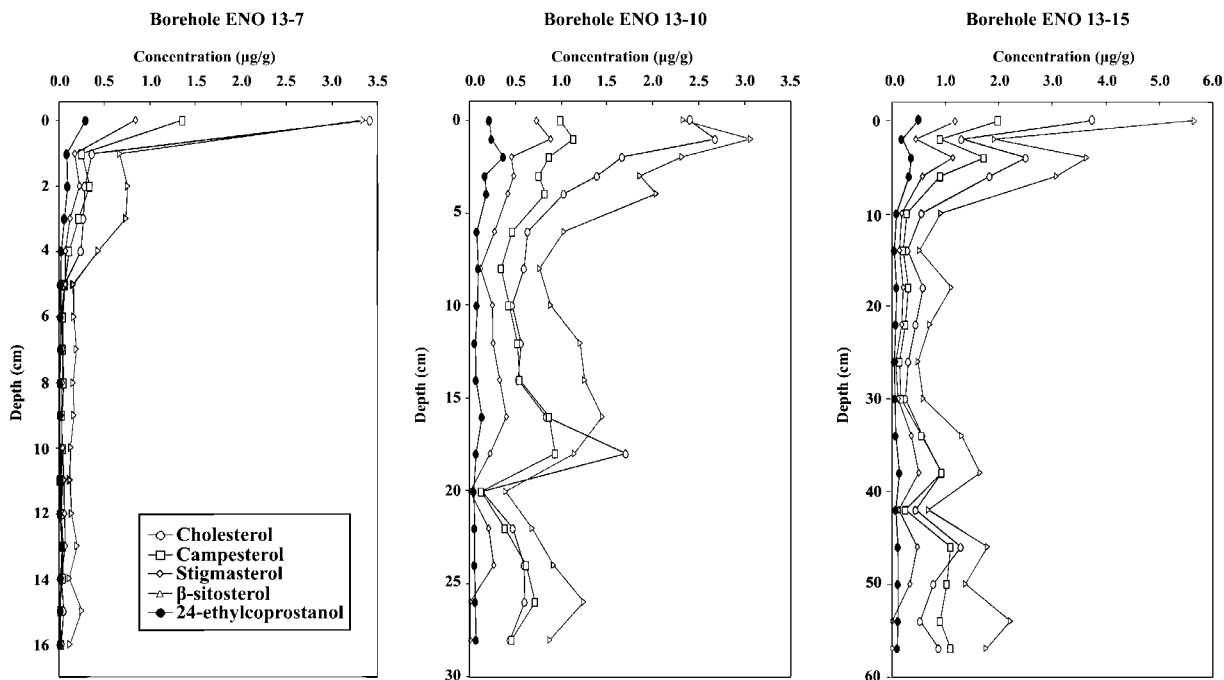 Borehole ENO 13-7
Concentration (µg/g)
0.0 0.5 1.0 1.5 2.0 2.5 3.0 3.5
Depth (cm)
0
2
4
6
8
10
12
14
16
Cholesterol
Campesterol
Stigmasterol
β-sitosterol
24-ethylcoprostanol
Borehole ENO 13-10
Concentration (µg/g)
0.0 0.5 1.0 1.5 2.0 2.5 3.0 3.5
Depth (cm)
0
5
10
15
20
25
30
Borehole ENO 13-15
Concentration (µg/g)
0.0 1.0 2.0 3.0 4.0 5.0 6.0
Depth (cm)
0
10
20
30
40
50
60